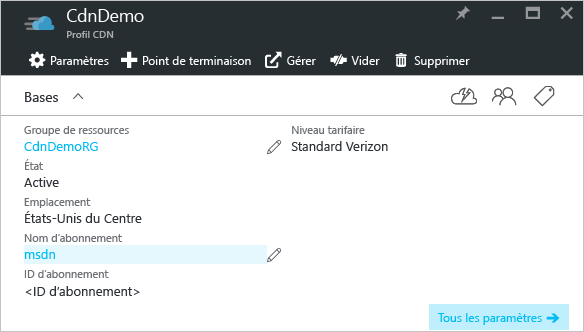 CdnDemo
Profil CDN
Paramètres
Point de terminaison
Gérer
Vider
Supprimer
Bases
Groupe de ressources
CdnDemoRG
Niveau tarifaire
Standard Verizon
État
Active
Emplacement
États-Unis du Centre
Nom d'abonnement
msdn
ID d'abonnement
<ID d'abonnement>
Tous les paramètres